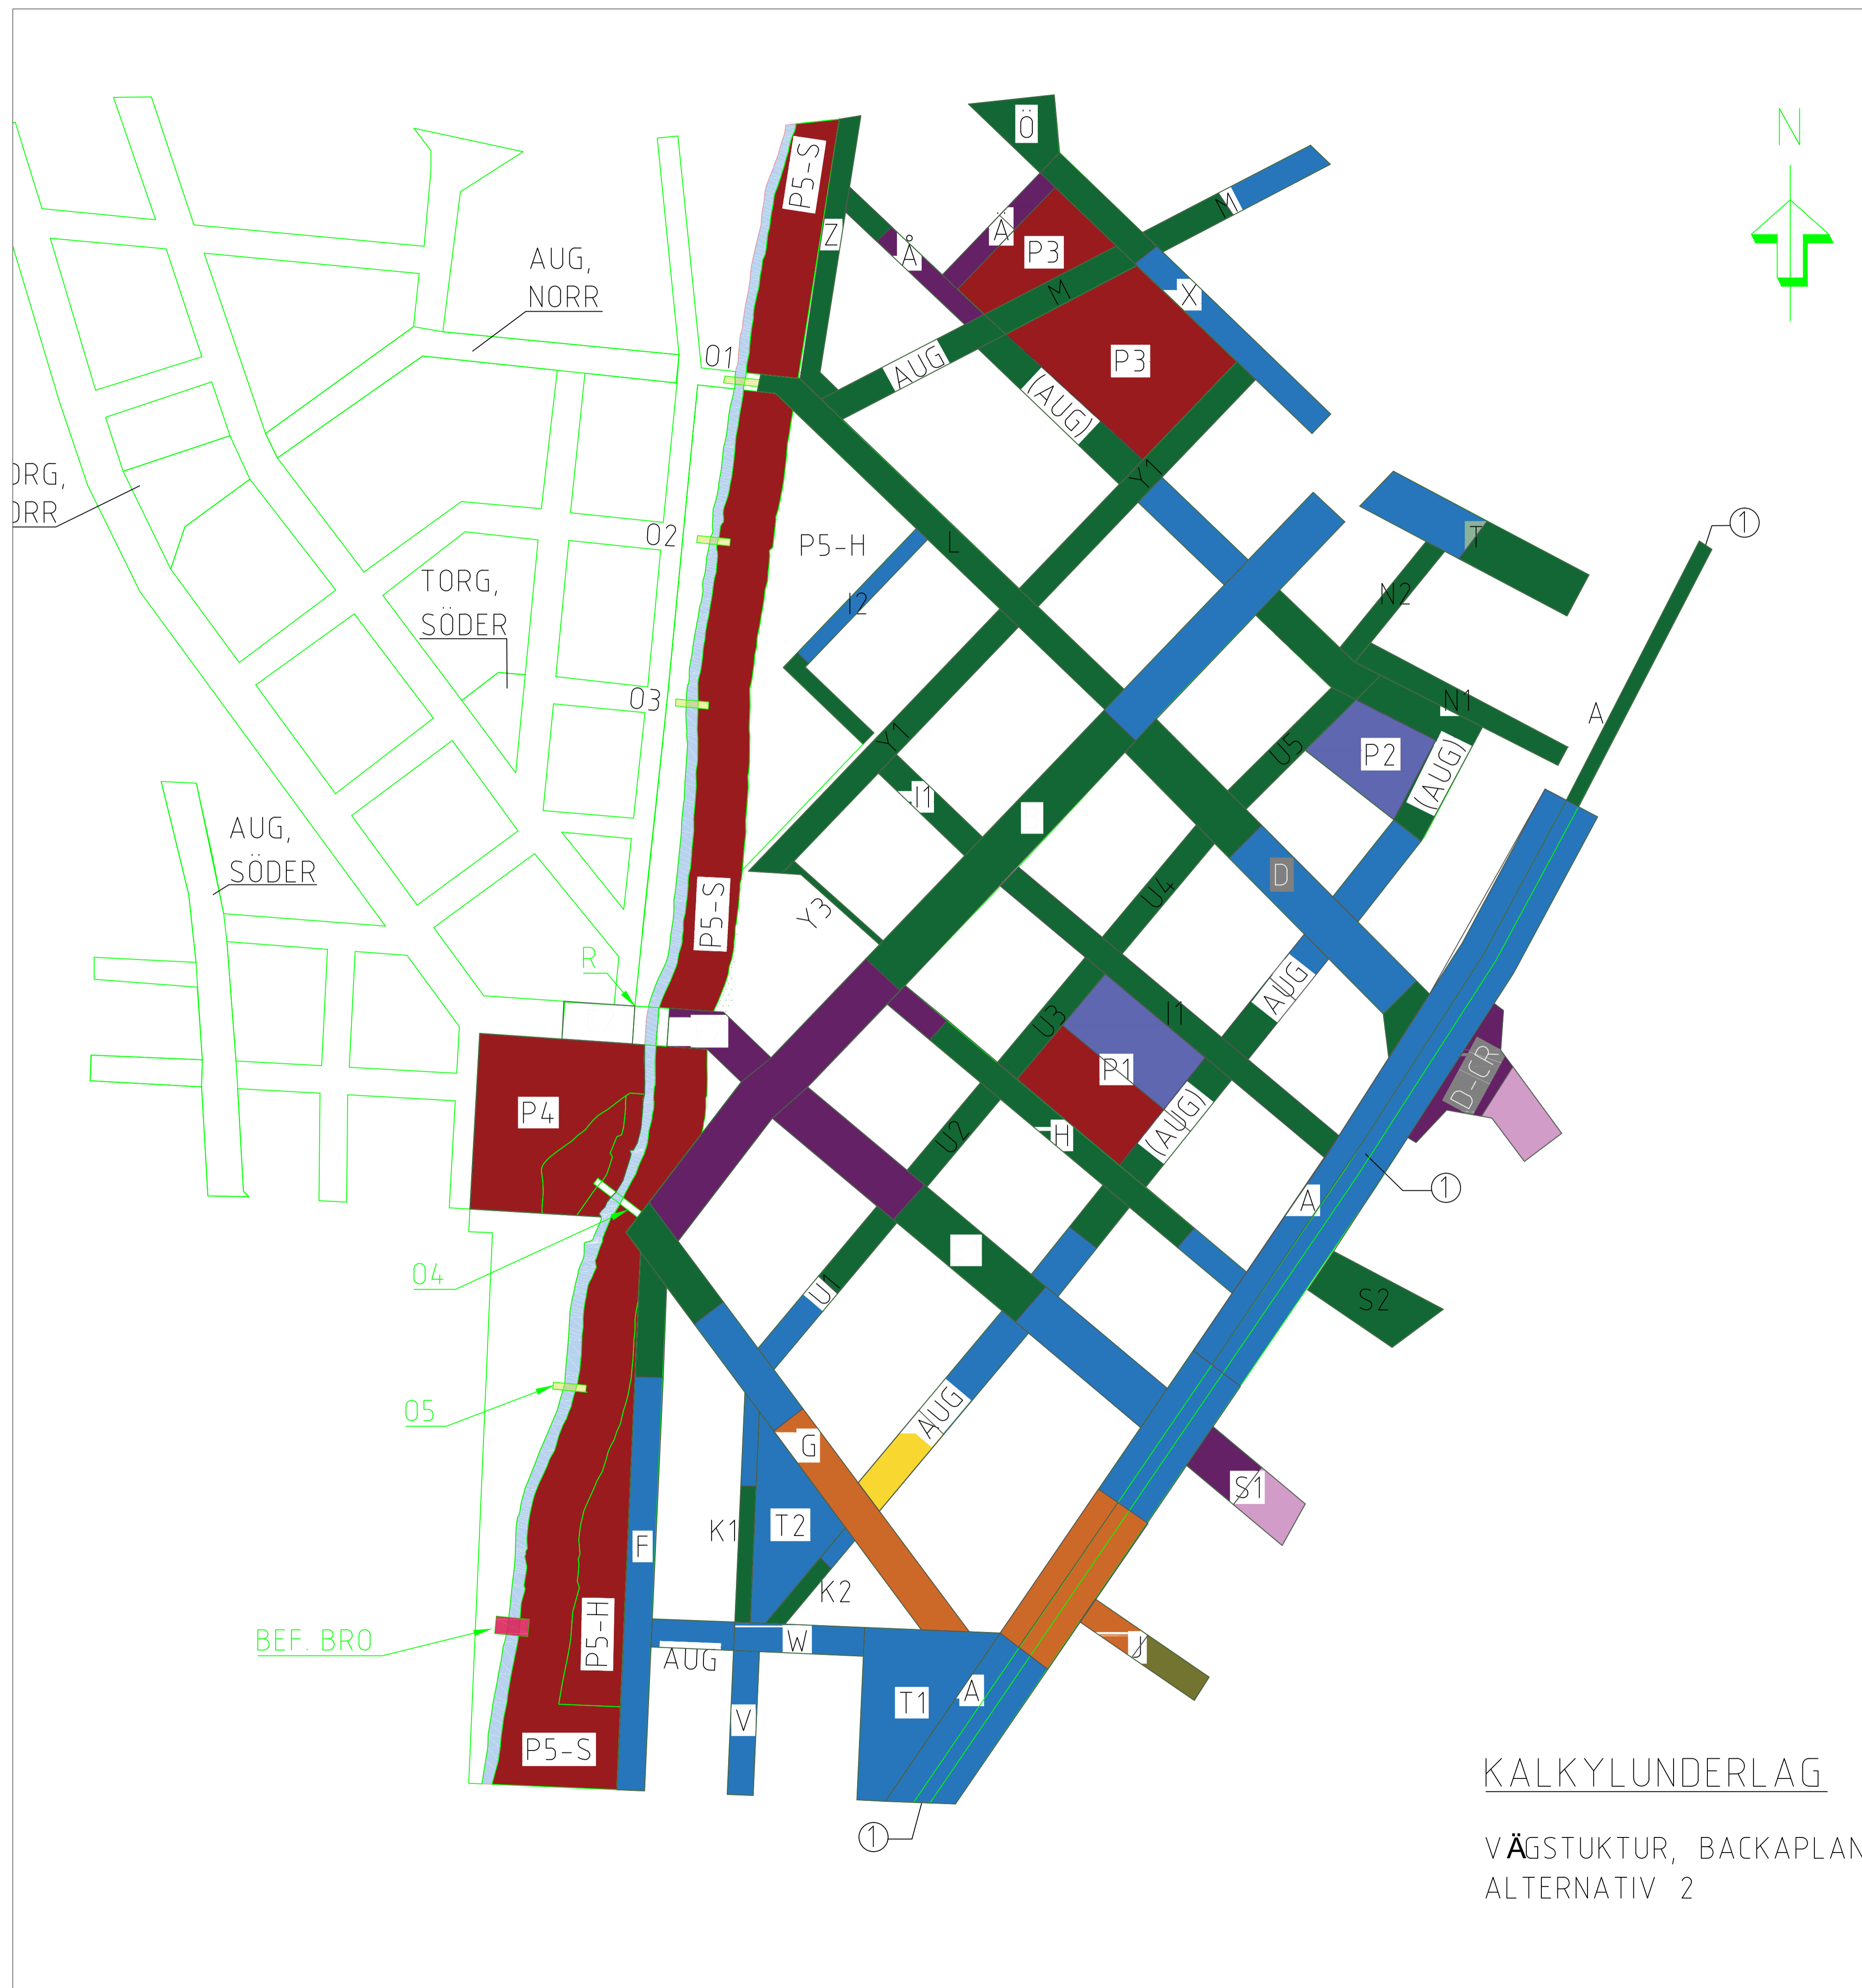 N
Ö
P5-S
Z
Å
Ä
P3
M
M
X
AUG,
NORR
O1
AUG
P3
(AUG)
ORG,
ORR
Y1
O2
P5-H
L
T
1
TORG,
SÖDER
I2
N2
O3
N1
A
Y1
U5
P2
(AUG)
I1
AUG,
SÖDER
D
U4
P5-S
Y3
R
AUG
U3
I1
P1
D-CR
P4
H
(AUG)
U2
1
A
O4
U1
S2
O5
AUG
G
S1
K1
T2
F
K2
BEF. BRO
P5-H
AUG
W
J
A
T1
V
P5-S
1
KALKYLUNDERLAG
VÄGSTUKTUR, BACKAPLAN
ALTERNATIV 2